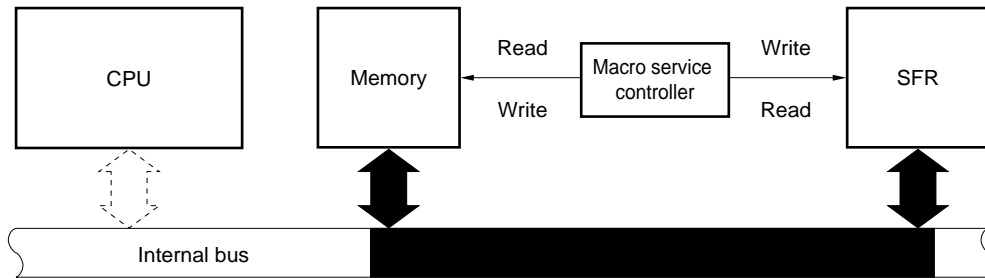 CPU
Memory
Read
Write
Macro service
controller
Write
Read
SFR
Internal bus